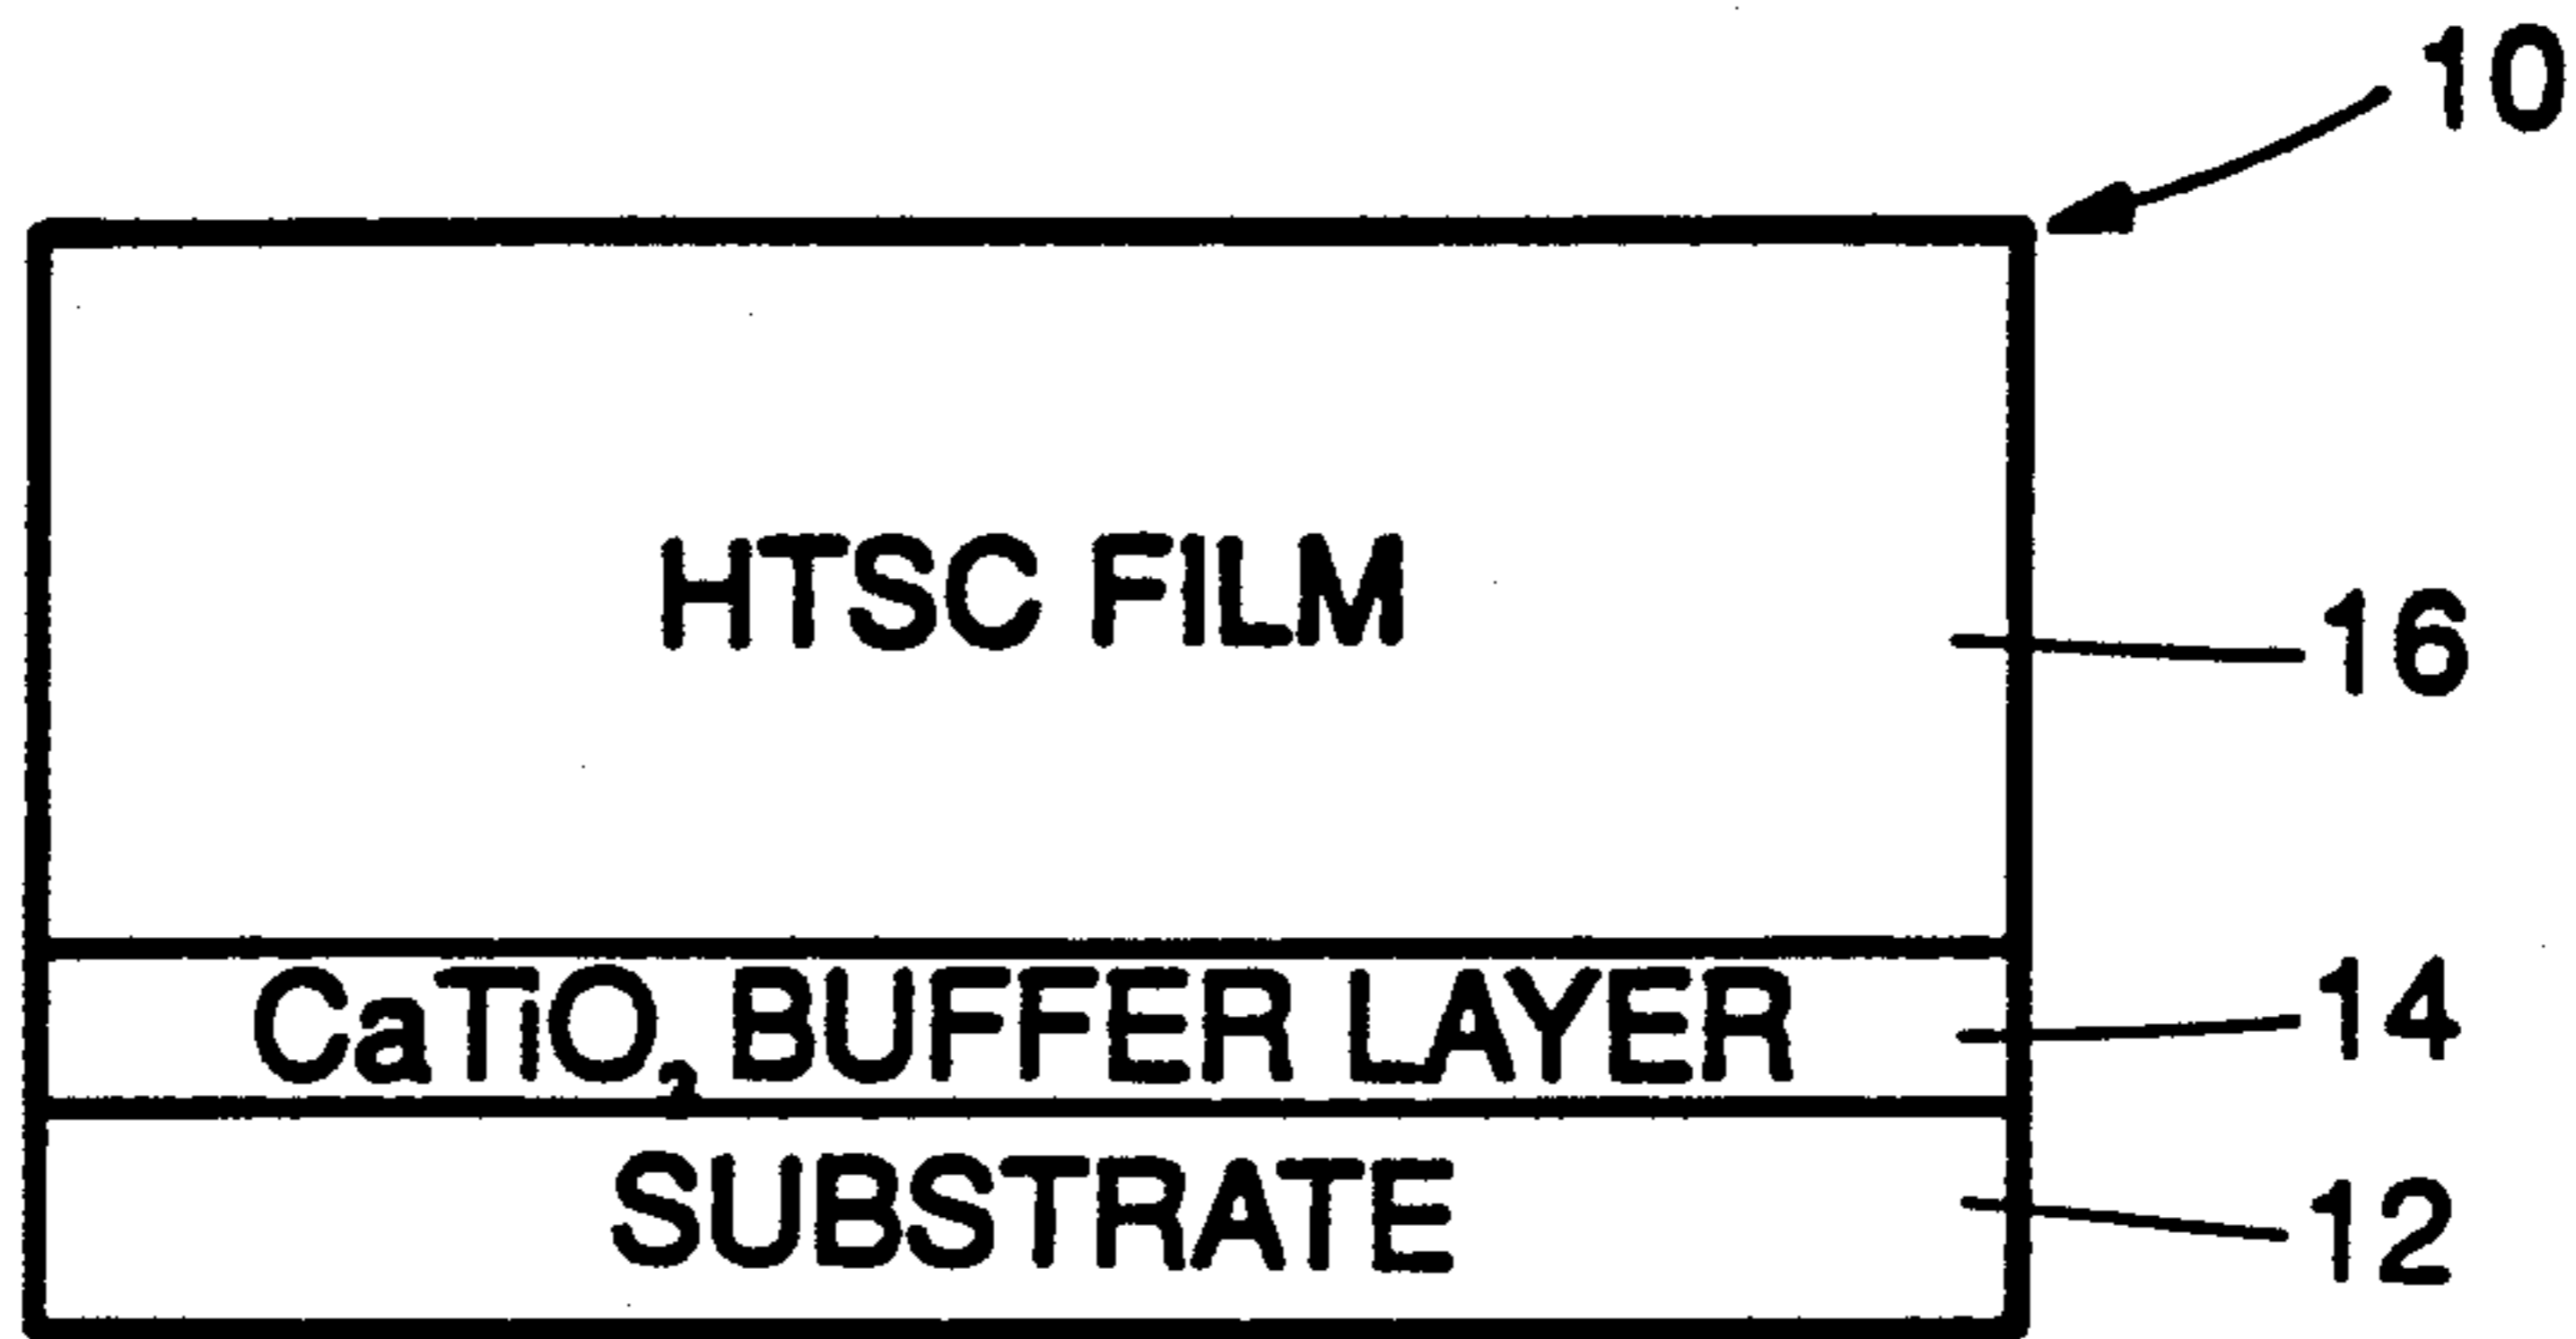 10
HTSC FILM
16
CaTiO₃ BUFFER LAYER
14
SUBSTRATE
12